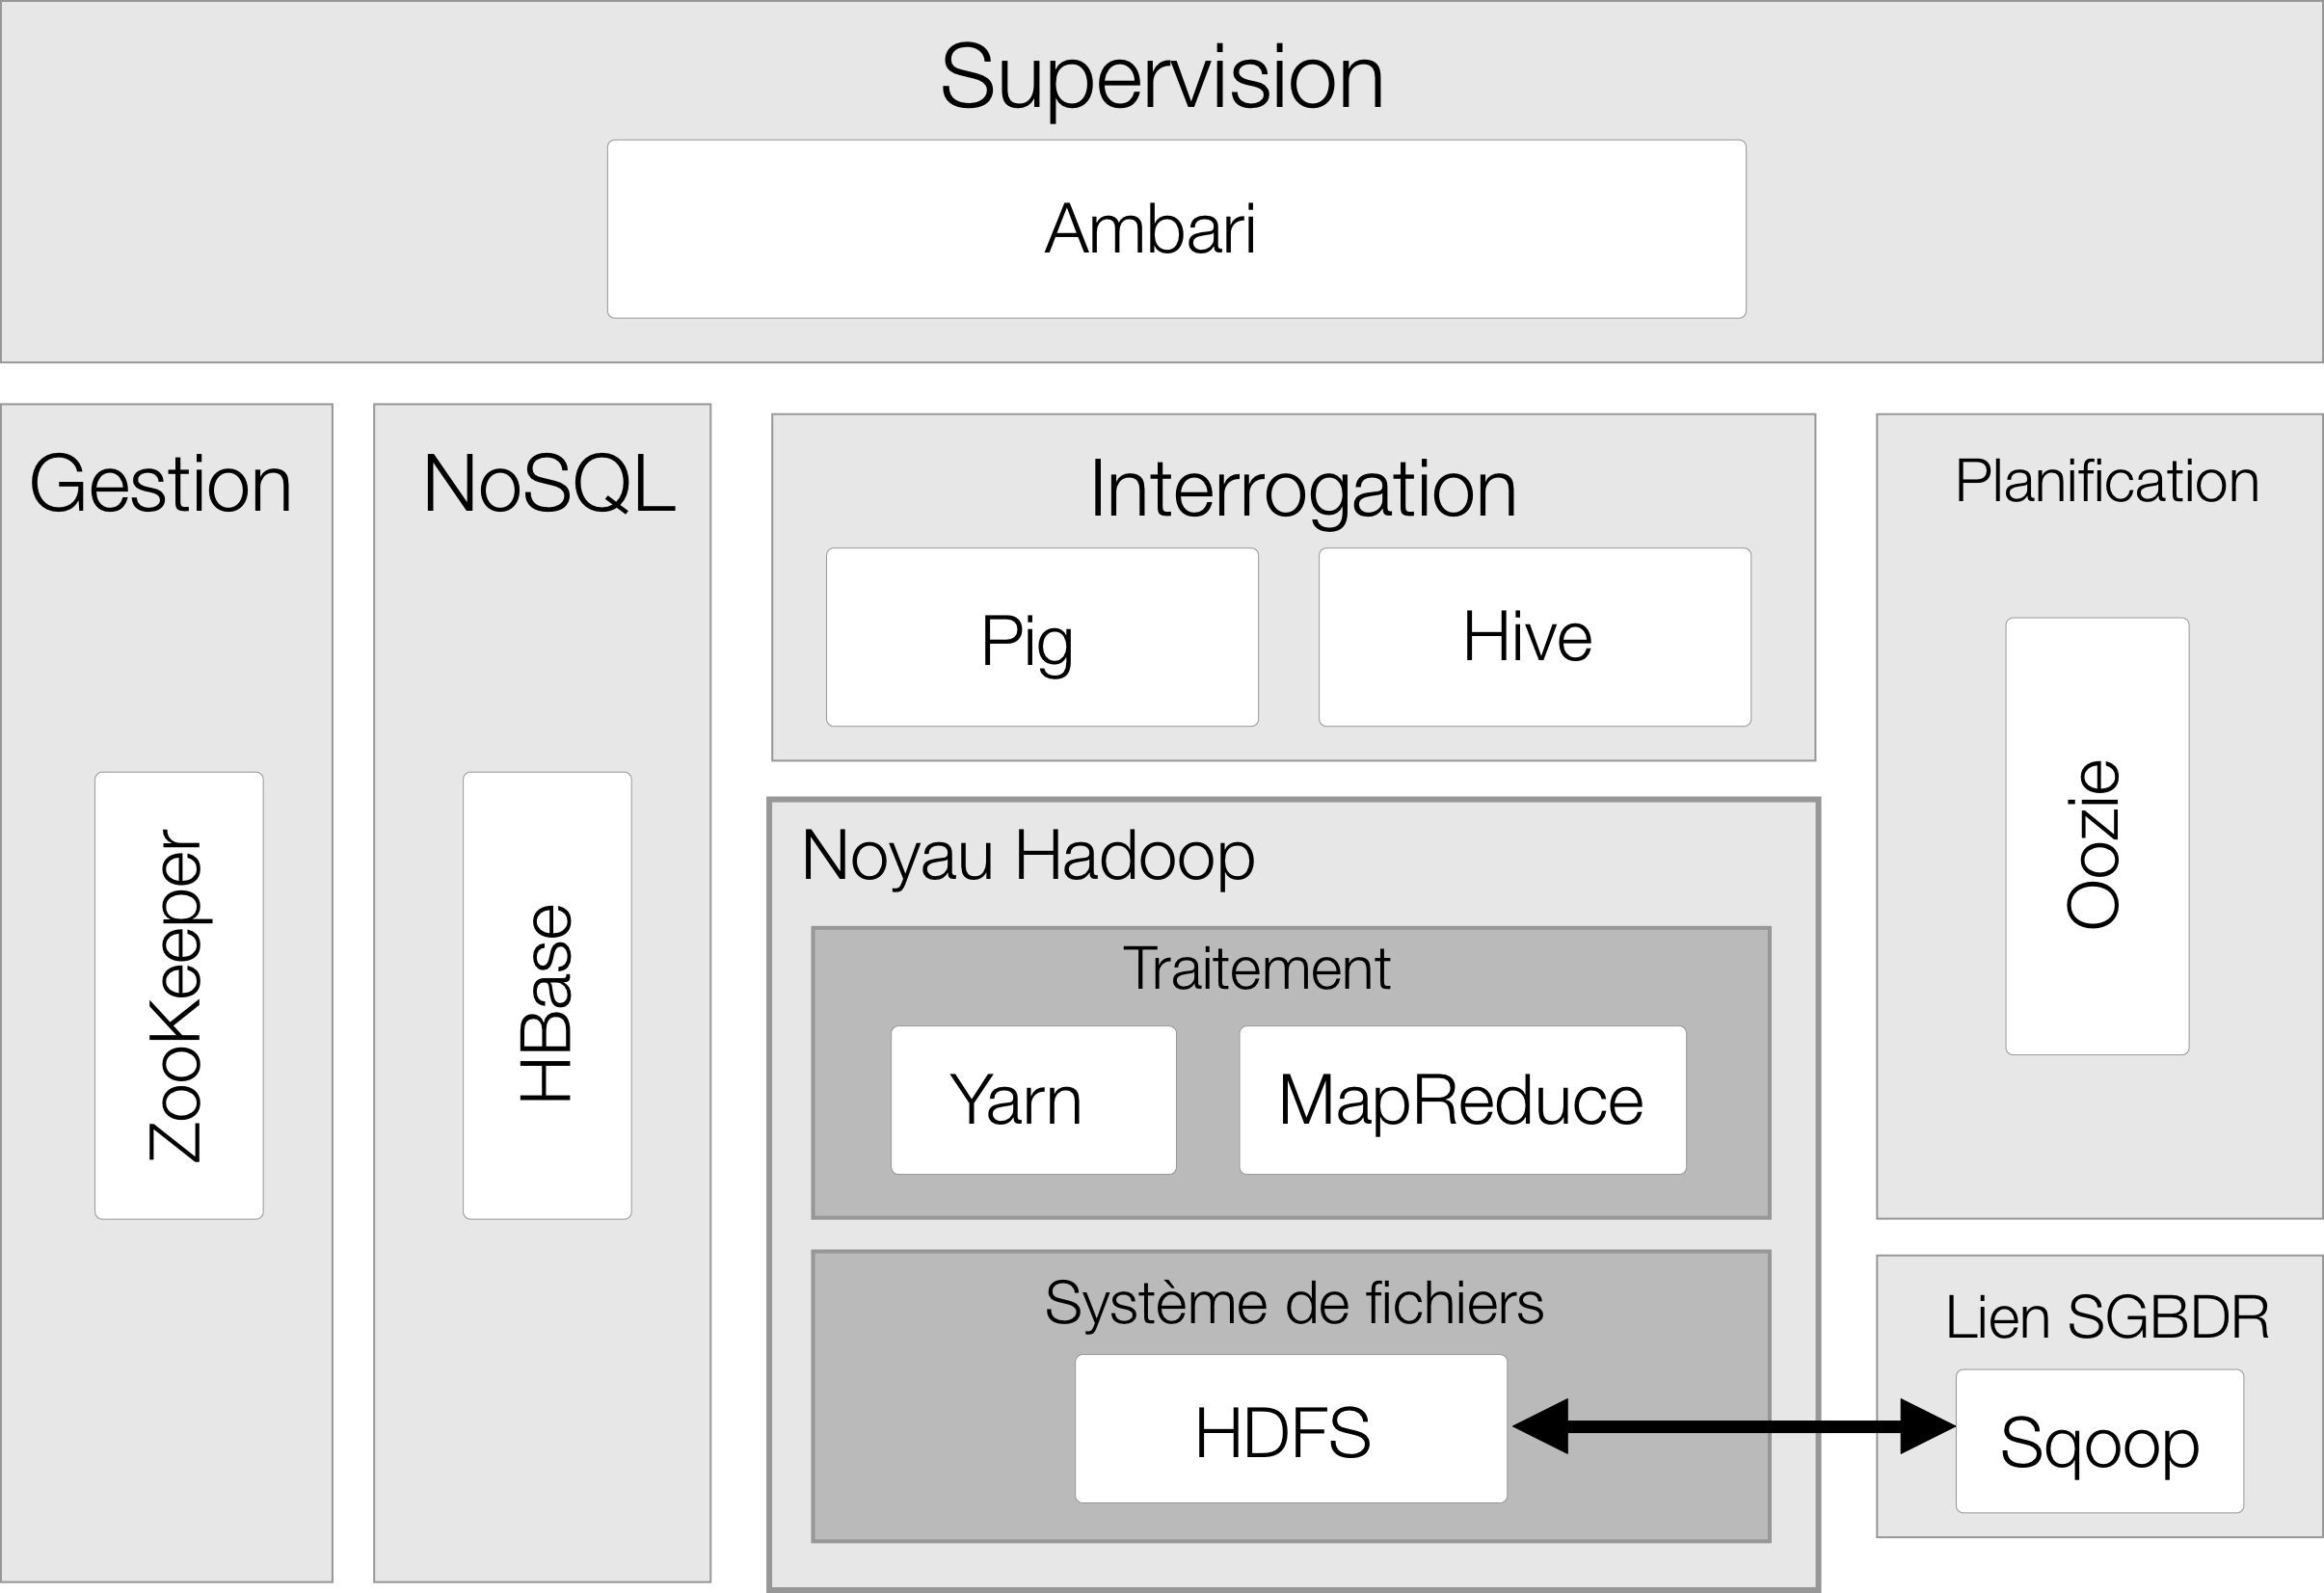 Supervision
Ambari
Gestion
ZooKeeper
NoSQL
HBase
Interrogation
Pig
Hive
Noyau Hadoop
Traitement
Yarn
MapReduce
Système de fichiers
HDFS
Planification
Oozie
Lien SGBDR
Sqoop